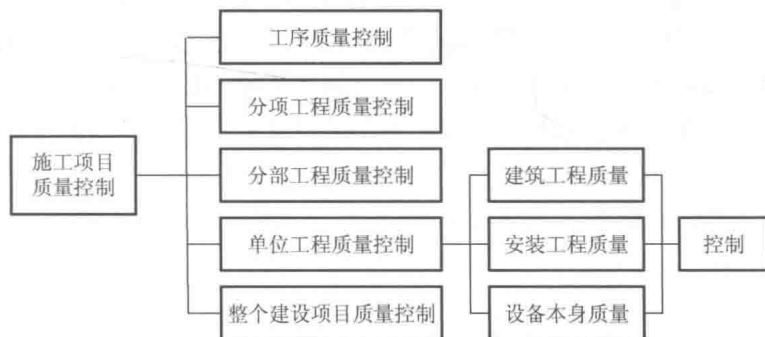 工序质量控制
分项工程质量控制
施工项目
质量控制
分部工程质量控制
建筑工程质量
单位工程质量控制
安装工程质量
控制
整个建设项目质量控制
设备本身质量